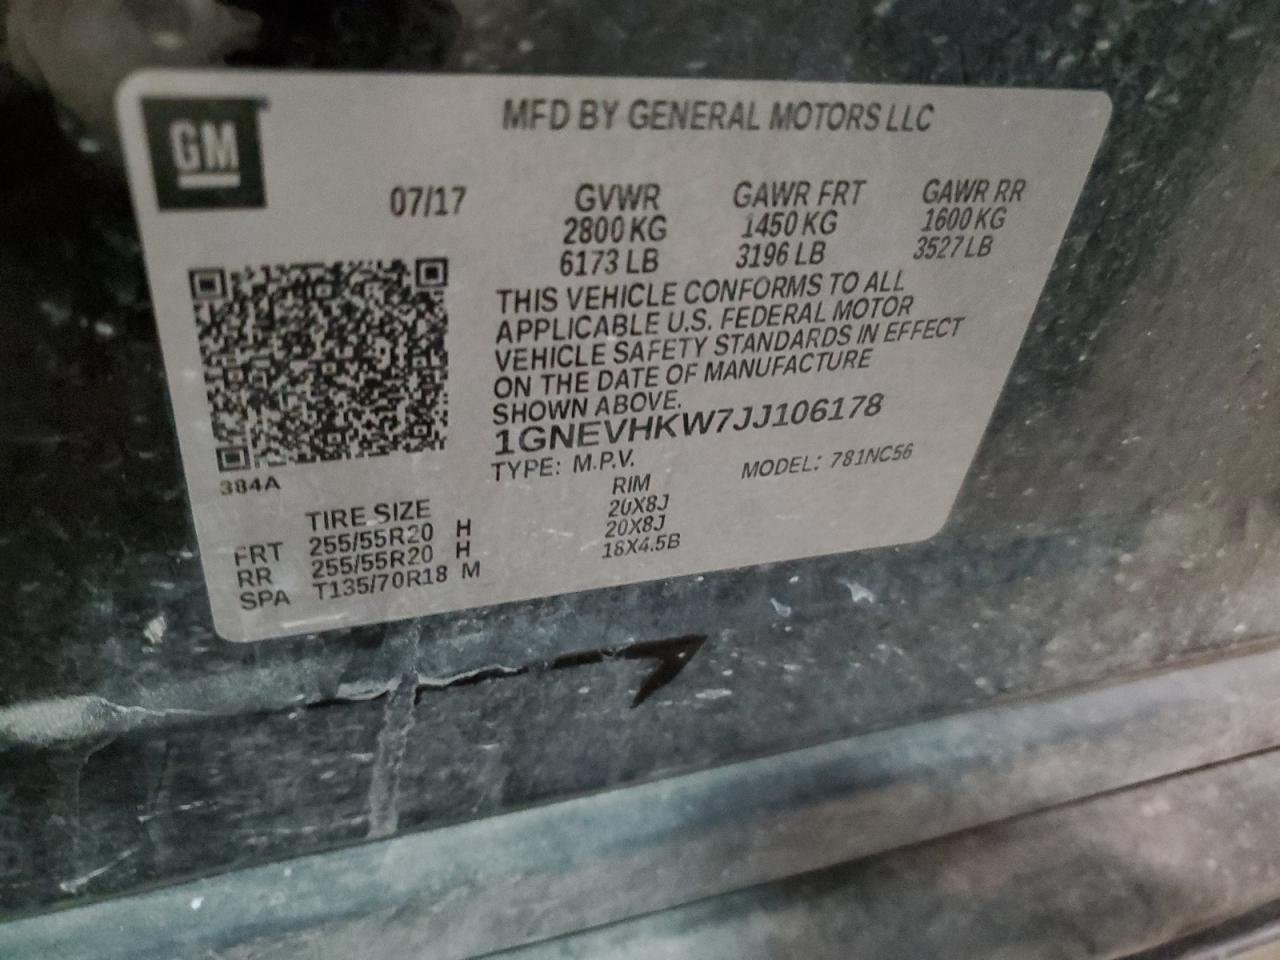 GM
MFD BY GENERAL MOTORS LLC
07/17 GVWR GAWR FRT GAWR RR
2800 KG 1450 KG 1600 KG
6173 LB 3196 LB 3527 LB
THIS VEHICLE CONFORMS TO ALL
APPLICABLE U.S. FEDERAL MOTOR
VEHICLE SAFETY STANDARDS IN EFFECT
ON THE DATE OF MANUFACTURE
SHOWN ABOVE.
1GNEVHKW7JJ106178
384A TYPE: M.P.V. MODEL: 781NC56
TIRE SIZE RIM
FRT 255/55R20 H 20X8J
RR 255/55R20 H 20X8J
SPA T135/70R18 M 18X4.5B